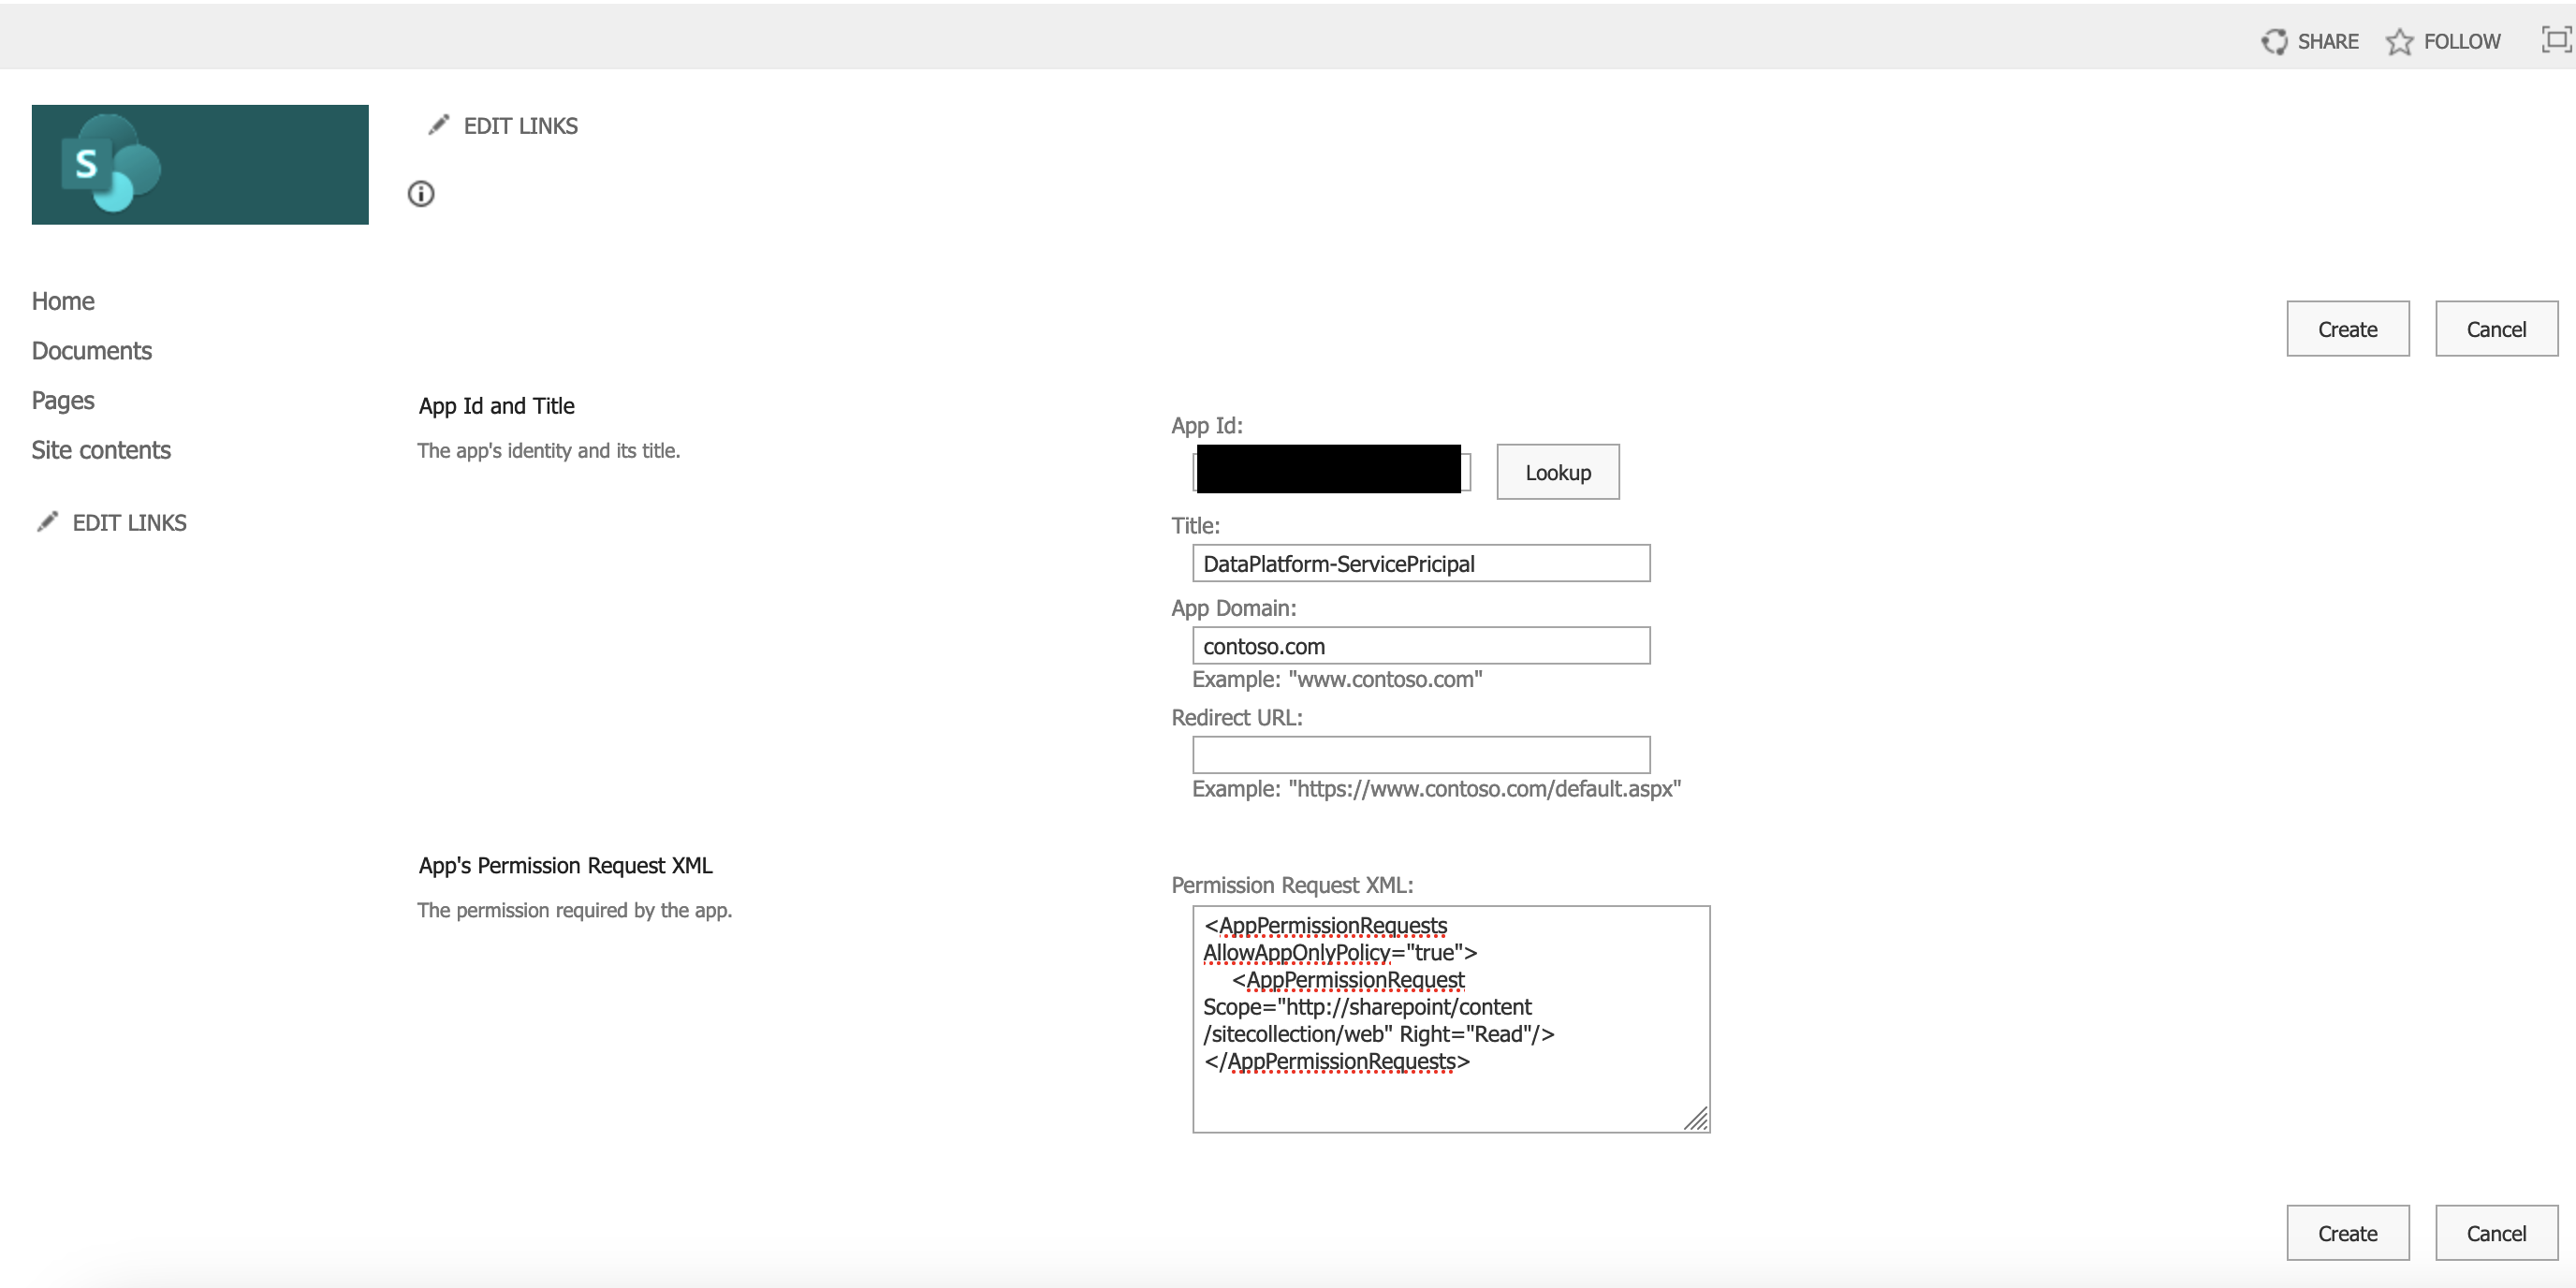 SHARE FOLLOW
S
EDIT LINKS
Home
Documents
Pages
Site contents
EDIT LINKS
Create Cancel
App Id and Title
The app's identity and its title.
App Id:
Lookup
Title:
DataPlatform-ServicePricipal
App Domain:
contoso.com
Example: "www.contoso.com"
Redirect URL:
Example: "https://www.contoso.com/default.aspx"
App's Permission Request XML
The permission required by the app.
Permission Request XML:
<AppPermissionRequests
AllowAppOnlyPolicy="true">
<AppPermissionRequest
Scope="http://sharepoint/content
/sitecollection/web" Right="Read"/>
</AppPermissionRequests>
Create Cancel